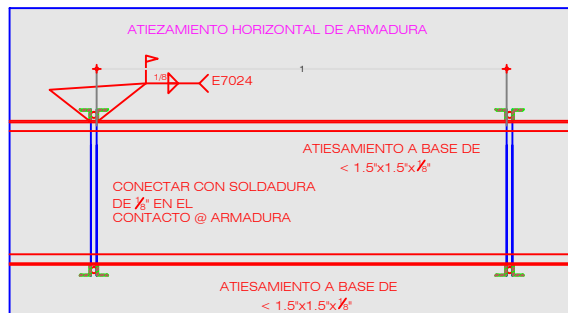 ATIEZAMIENTO HORIZONTAL DE ARMADURA
1
1/8
E7024
ATIESAMIENTO A BASE DE
< 1.5"x1.5"x⅛"
CONECTAR CON SOLDADURA
DE ⅛" EN EL
CONTACTO @ ARMADURA
ATIESAMIENTO A BASE DE
< 1.5"x1.5"x⅛"